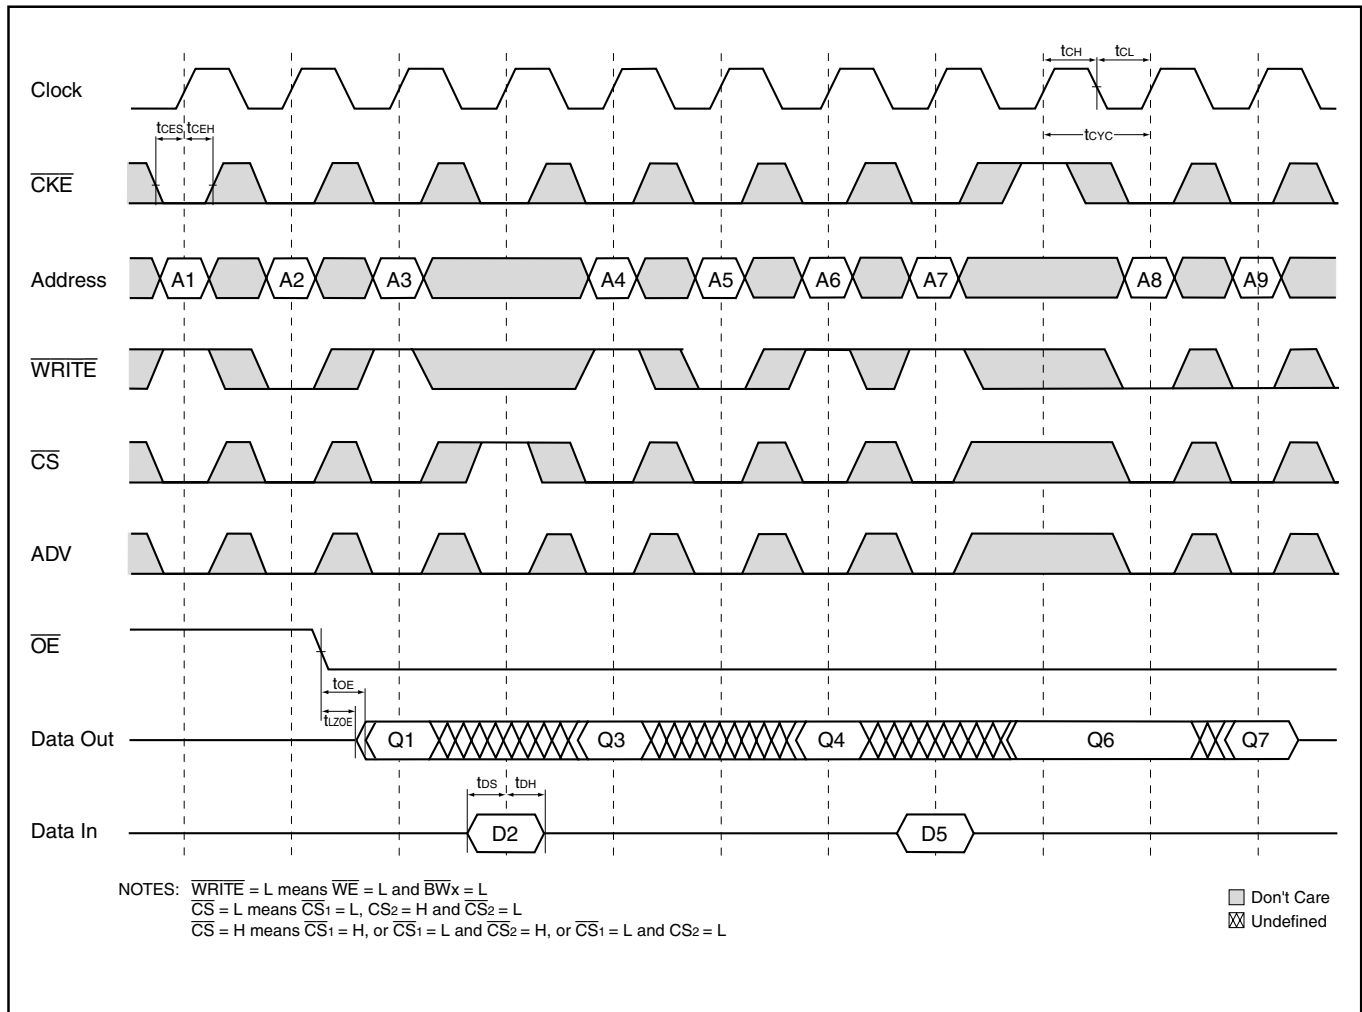 tCH tCL
Clock
tCES tCEH
tCYC
CKE
Address A1 A2 A3 A4 A5 A6 A7 A8 A9
WRITE
CS
ADV
OE
tOE
tLZOE
Data Out Q1 Q3 Q4 Q6 Q7
tDS tDH
Data In D2 D5
NOTES: WRITE = L means WE = L and BWx = L
CS = L means CS1 = L, CS2 = H and CS2 = L
CS = H means CS1 = H, or CS1 = L and CS2 = H, or CS1 = L and CS2 = L
Don't Care
Undefined